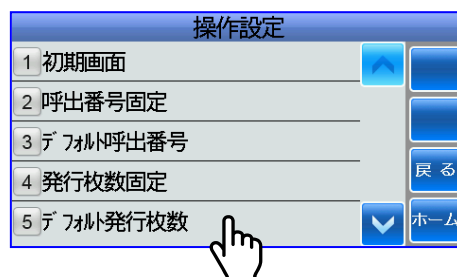 操作設定
1 初期画面
2 呼出番号固定
3 ﾃﾞﾌｫﾙﾄ呼出番号
4 発行枚数固定
戻る
5 ﾃﾞﾌｫﾙﾄ発行枚数
ホーム